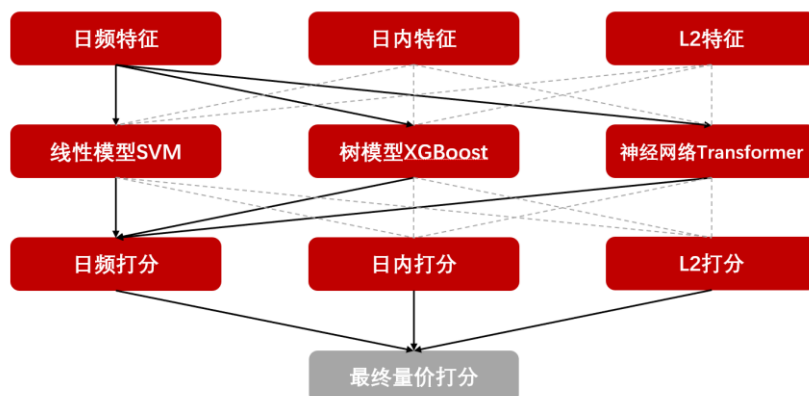 日频特征
日内特征
L2特征
线性模型SVM
树模型XGBoost
神经网络Transformer
日频打分
日内打分
L2打分
最终量价打分